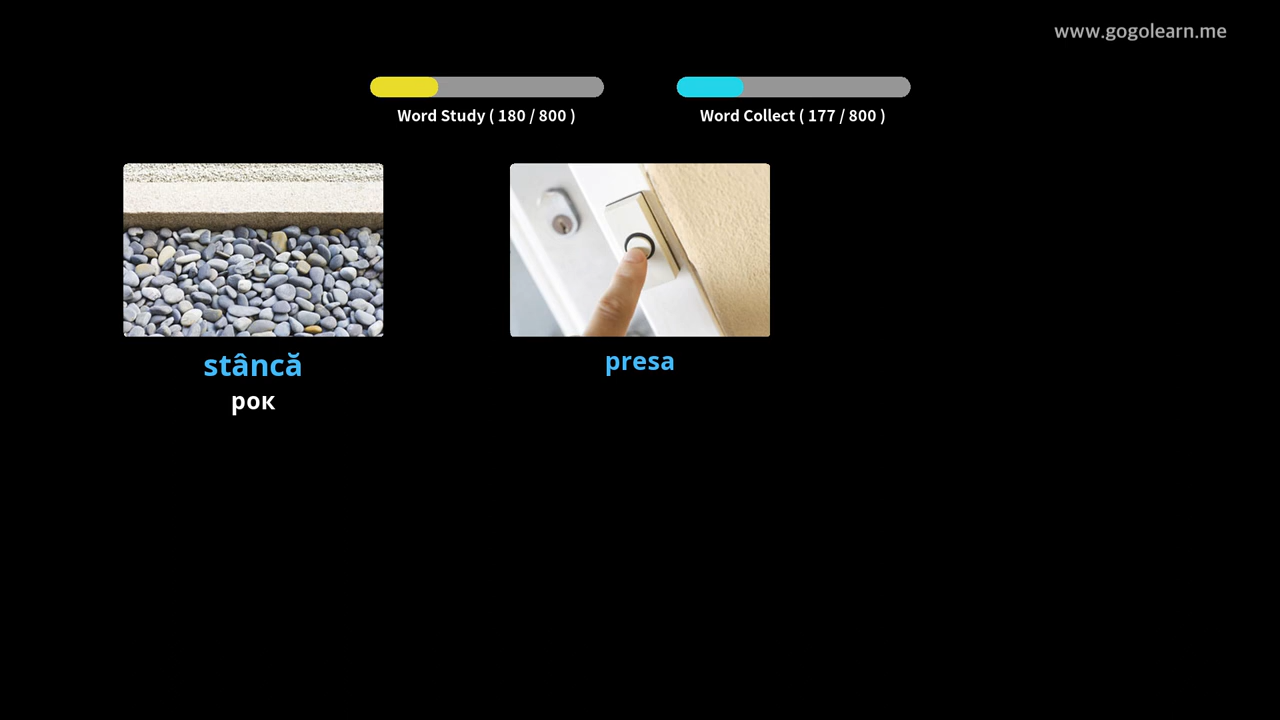 www.gogolearn.me
Word Study ( 180 / 800 )
Word Collect ( 177 / 800 )
stâncă
рок
presa